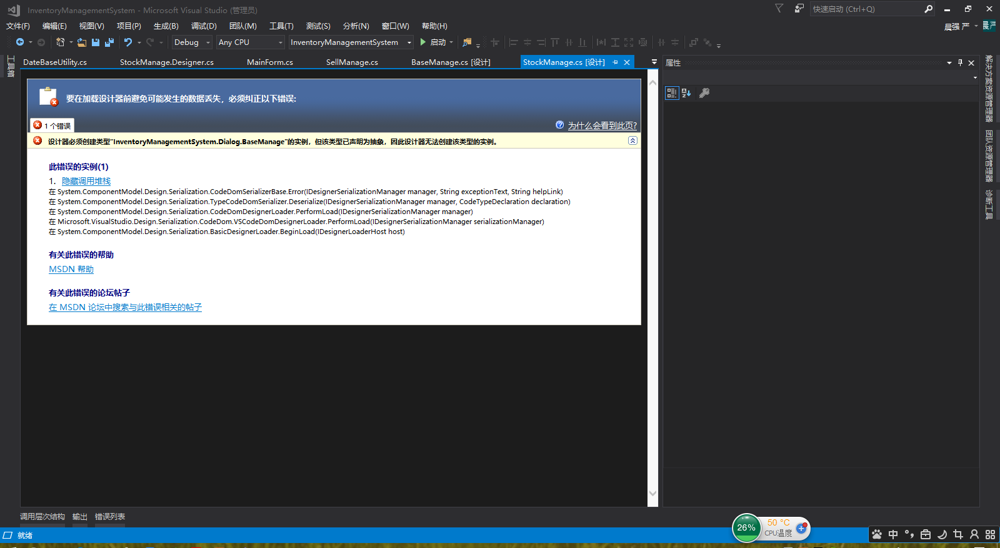 InventoryManagementSystem - Microsoft Visual Studio (管理员)
快速启动 (Ctrl+Q)
文件(F) 编辑(E) 视图(V) 项目(P) 生成(B) 调试(D) 团队(M) 工具(T) 测试(S) 分析(N) 窗口(W) 帮助(H)
晨强 严
晨严
Debug Any CPU InventoryManagementSystem 启动
工具箱
DateBaseUtility.cs StockManage.Designer.cs MainForm.cs SellManage.cs BaseManage.cs [设计] StockManage.cs [设计]
属性
要在加载设计器前避免可能发生的数据丢失，必须纠正以下错误:
1 个错误
为什么会看到此页?
设计器必须创建类型“InventoryManagementSystem.Dialog.BaseManage”的实例，但该类型已声明为抽象，因此设计器无法创建该类型的实例。
此错误的实例(1)
1. 隐藏调用堆栈
在 System.ComponentModel.Design.Serialization.CodeDomSerializerBase.Error(IDesignerSerializationManager manager, String exceptionText, String helpLink)
在 System.ComponentModel.Design.Serialization.TypeCodeDomSerializer.Deserialize(IDesignerSerializationManager manager, CodeTypeDeclaration declaration)
在 System.ComponentModel.Design.Serialization.CodeDomDesignerLoader.PerformLoad(IDesignerSerializationManager manager)
在 Microsoft.VisualStudio.Design.Serialization.CodeDom.VSCodeDomDesignerLoader.PerformLoad(IDesignerSerializationManager serializationManager)
在 System.ComponentModel.Design.Serialization.BasicDesignerLoader.BeginLoad(IDesignerLoaderHost host)
有关此错误的帮助
MSDN 帮助
有关此错误的论坛帖子
在 MSDN 论坛中搜索与此错误相关的帖子
解决方案资源管理器
团队资源管理器
诊断工具
调用层次结构 输出 错误列表
就绪
26%
50 °C
CPU温度
中